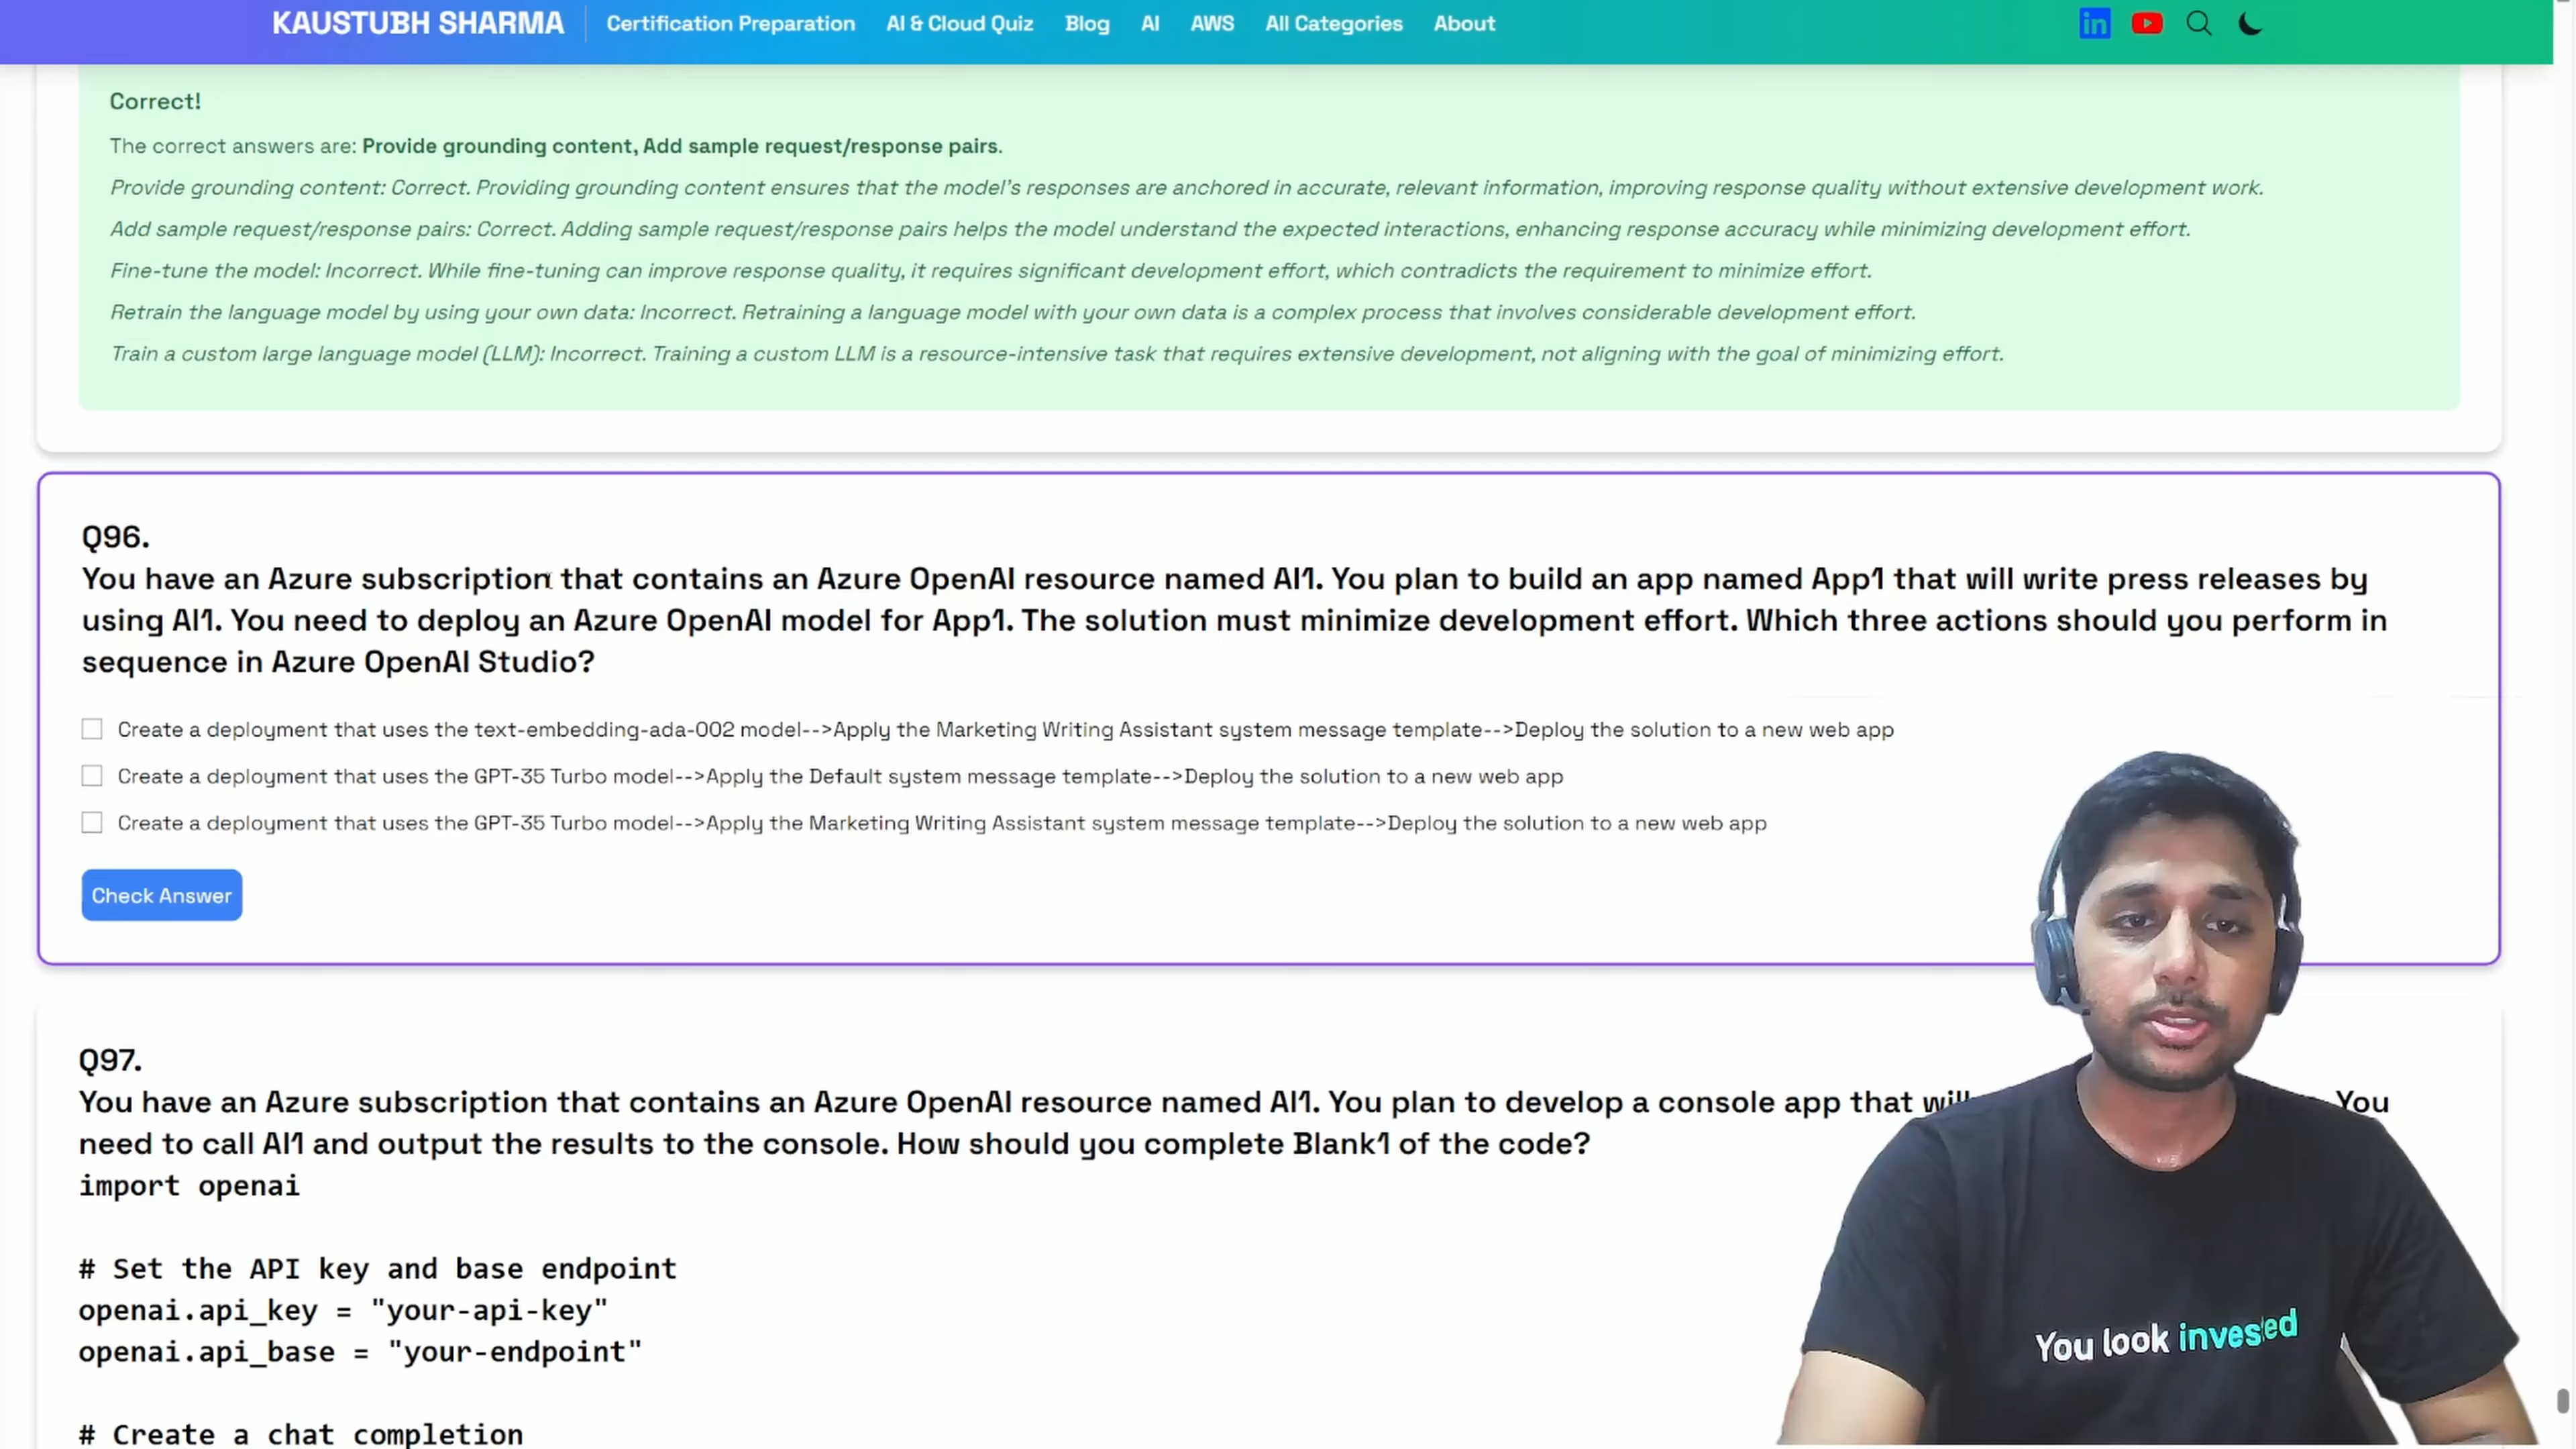 KAUSTUBH SHARMA Certification Preparation AI & Cloud Quiz Blog AI AWS All Categories About
in
Correct!
The correct answers are: Provide grounding content, Add sample request/response pairs.
Provide grounding content: Correct. Providing grounding content ensures that the model's responses are anchored in accurate, relevant information, improving response quality without extensive development work.
Add sample request/response pairs: Correct. Adding sample request/response pairs helps the model understand the expected interactions, enhancing response accuracy while minimizing development effort.
Fine-tune the model: Incorrect. While fine-tuning can improve response quality, it requires significant development effort, which contradicts the requirement to minimize effort.
Retrain the language model by using your own data: Incorrect. Retraining a language model with your own data is a complex process that involves considerable development effort.
Train a custom large language model (LLM): Incorrect. Training a custom LLM is a resource-intensive task that requires extensive development, not aligning with the goal of minimizing effort.
Q96.
You have an Azure subscription that contains an Azure OpenAI resource named AI1. You plan to build an app named App1 that will write press releases by
using AI1. You need to deploy an Azure OpenAI model for App1. The solution must minimize development effort. Which three actions should you perform in
sequence in Azure OpenAI Studio?
Create a deployment that uses the text-embedding-ada-002 model-->Apply the Marketing Writing Assistant system message template-->Deploy the solution to a new web app
Create a deployment that uses the GPT-35 Turbo model-->Apply the Default system message template-->Deploy the solution to a new web app
Create a deployment that uses the GPT-35 Turbo model-->Apply the Marketing Writing Assistant system message template-->Deploy the solution to a new web app
Check Answer
Q97.
You have an Azure subscription that contains an Azure OpenAI resource named AI1. You plan to develop a console app that will You
need to call AI1 and output the results to the console. How should you complete Blank1 of the code?
import openai
# Set the API key and base endpoint
openai.api_key = "your-api-key"
openai.api_base = "your-endpoint"
# Create a chat completion
You look invested